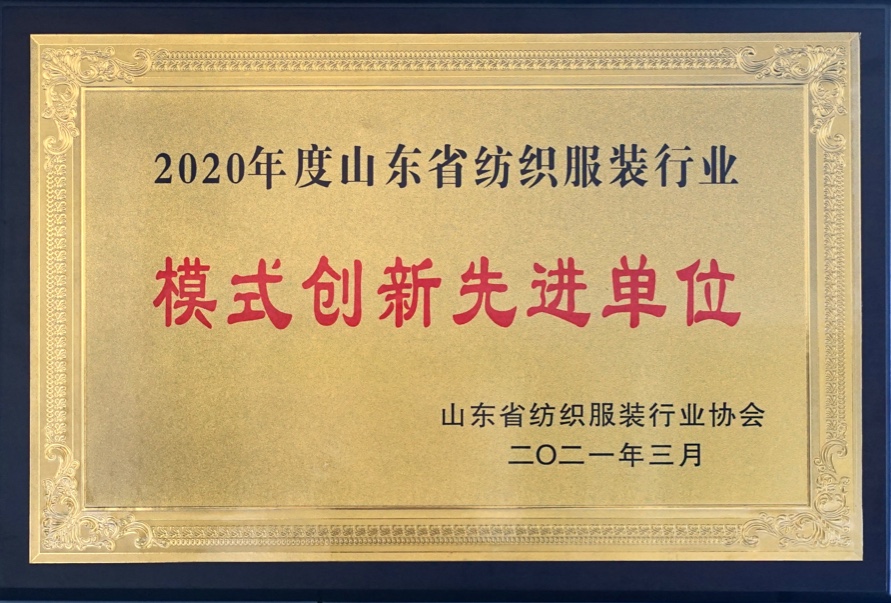 2020年度山东省纺织服装行业
模式创新先进单位
山东省纺织服装行业协会
二〇二一年三月